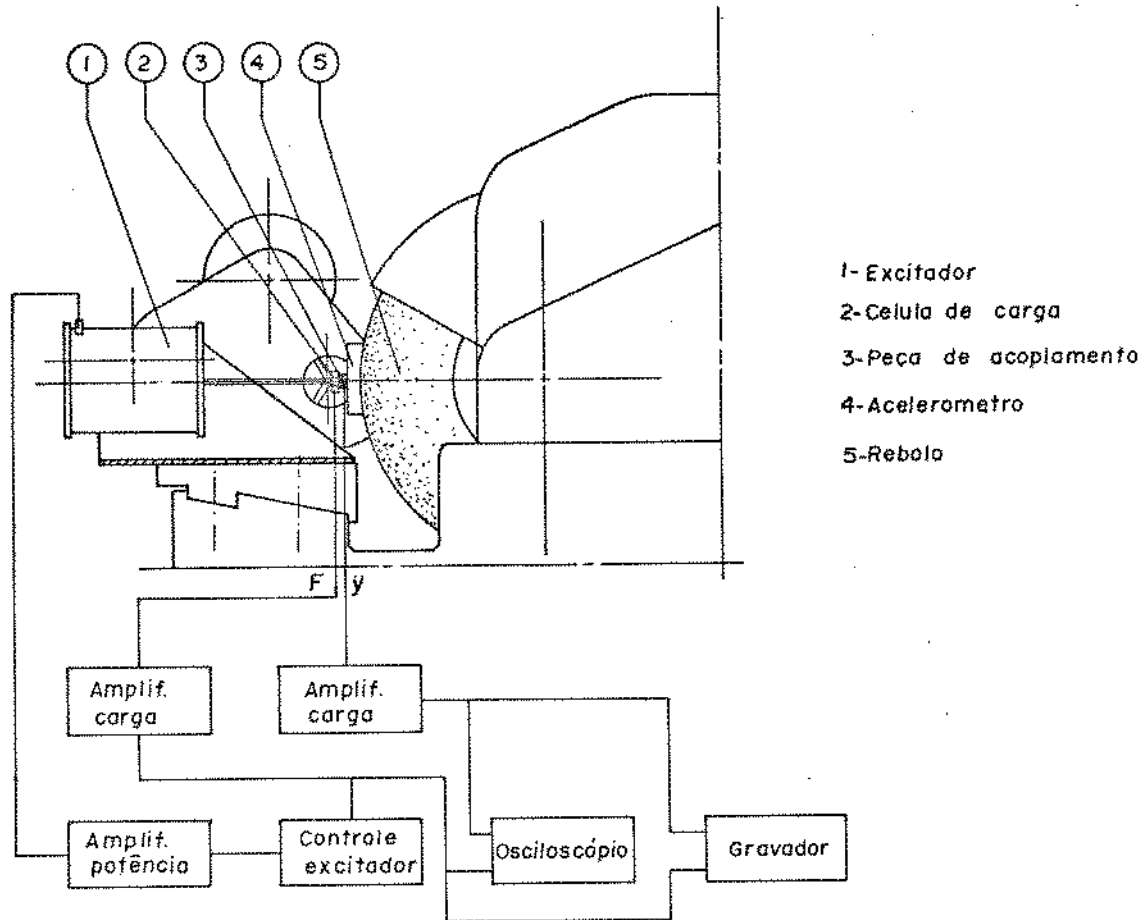 1 2 3 4 5
1-Excitador
2-Celula de carga
3-Peça de acoplamento
4-Acelerometro
5-Rebolo
F ÿ
Amplif.
carga
Amplif.
carga
Amplif.
potência
Controle
excitador
Osciloscópio
Gravador